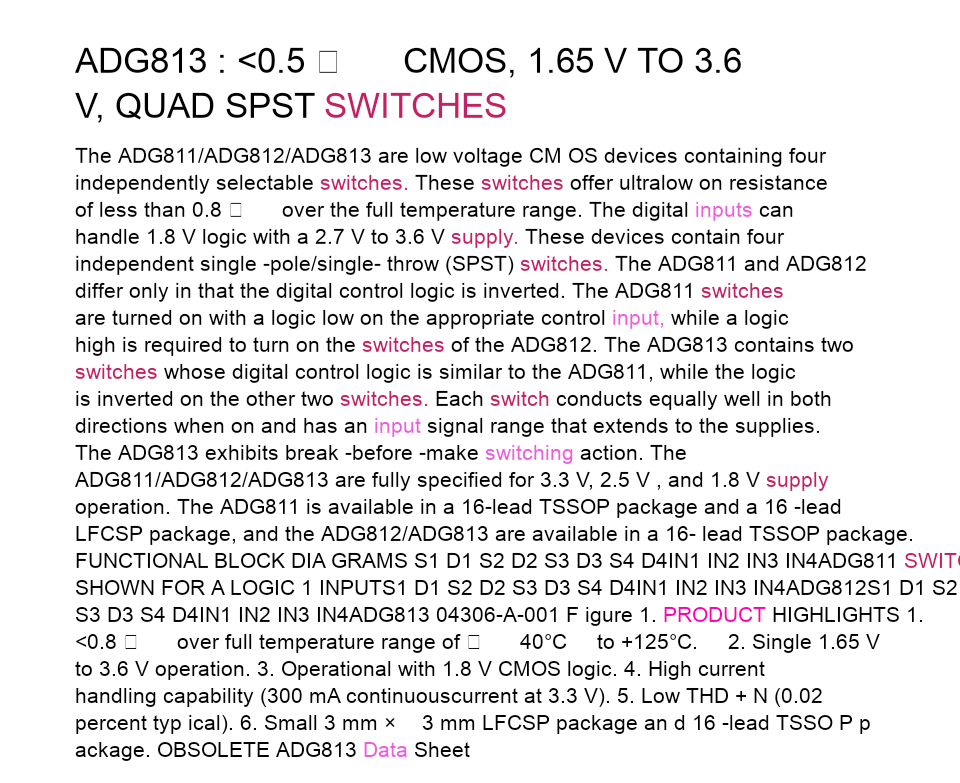 ADG813 : <0.5 □ CMOS, 1.65 V TO 3.6
V, QUAD SPST SWITCHES
The ADG811/ADG812/ADG813 are low voltage CM OS devices containing four
independently selectable switches. These switches offer ultralow on resistance
of less than 0.8 □ over the full temperature range. The digital inputs can
handle 1.8 V logic with a 2.7 V to 3.6 V supply. These devices contain four
independent single -pole/single- throw (SPST) switches. The ADG811 and ADG812
differ only in that the digital control logic is inverted. The ADG811 switches
are turned on with a logic low on the appropriate control input, while a logic
high is required to turn on the switches of the ADG812. The ADG813 contains two
switches whose digital control logic is similar to the ADG811, while the logic
is inverted on the other two switches. Each switch conducts equally well in both
directions when on and has an input signal range that extends to the supplies.
The ADG813 exhibits break -before -make switching action. The
ADG811/ADG812/ADG813 are fully specified for 3.3 V, 2.5 V , and 1.8 V supply
operation. The ADG811 is available in a 16-lead TSSOP package and a 16 -lead
LFCSP package, and the ADG812/ADG813 are available in a 16- lead TSSOP package.
FUNCTIONAL BLOCK DIA GRAMS S1 D1 S2 D2 S3 D3 S4 D4IN1 IN2 IN3 IN4ADG811
SHOWN FOR A LOGIC 1 INPUTS1 D1 S2 D2 S3 D3 S4 D4IN1 IN2 IN3 IN4ADG812S1 D1 S2
S3 D3 S4 D4IN1 IN2 IN3 IN4ADG813 04306-A-001 F igure 1. PRODUCT HIGHLIGHTS 1.
<0.8 □ over full temperature range of □ 40°C to +125°C. 2. Single 1.65 V
to 3.6 V operation. 3. Operational with 1.8 V CMOS logic. 4. High current
handling capability (300 mA continuouscurrent at 3.3 V). 5. Low THD + N (0.02
percent typ ical). 6. Small 3 mm × 3 mm LFCSP package an d 16 -lead TSSO P p
ackage. OBSOLETE ADG813 Data Sheet